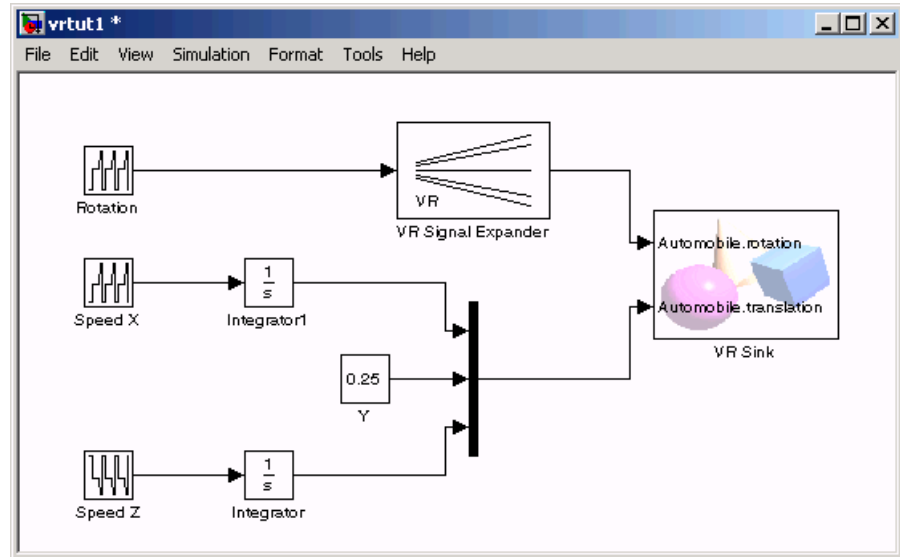 vrtut1 *
File Edit View Simulation Format Tools Help
VR
Rotation
VR Signal Expander
Automobile.rotation
1
s
Speed X
Integrator1
Automobile.translation
VR Sink
0.25
Y
1
s
Speed Z
Integrator